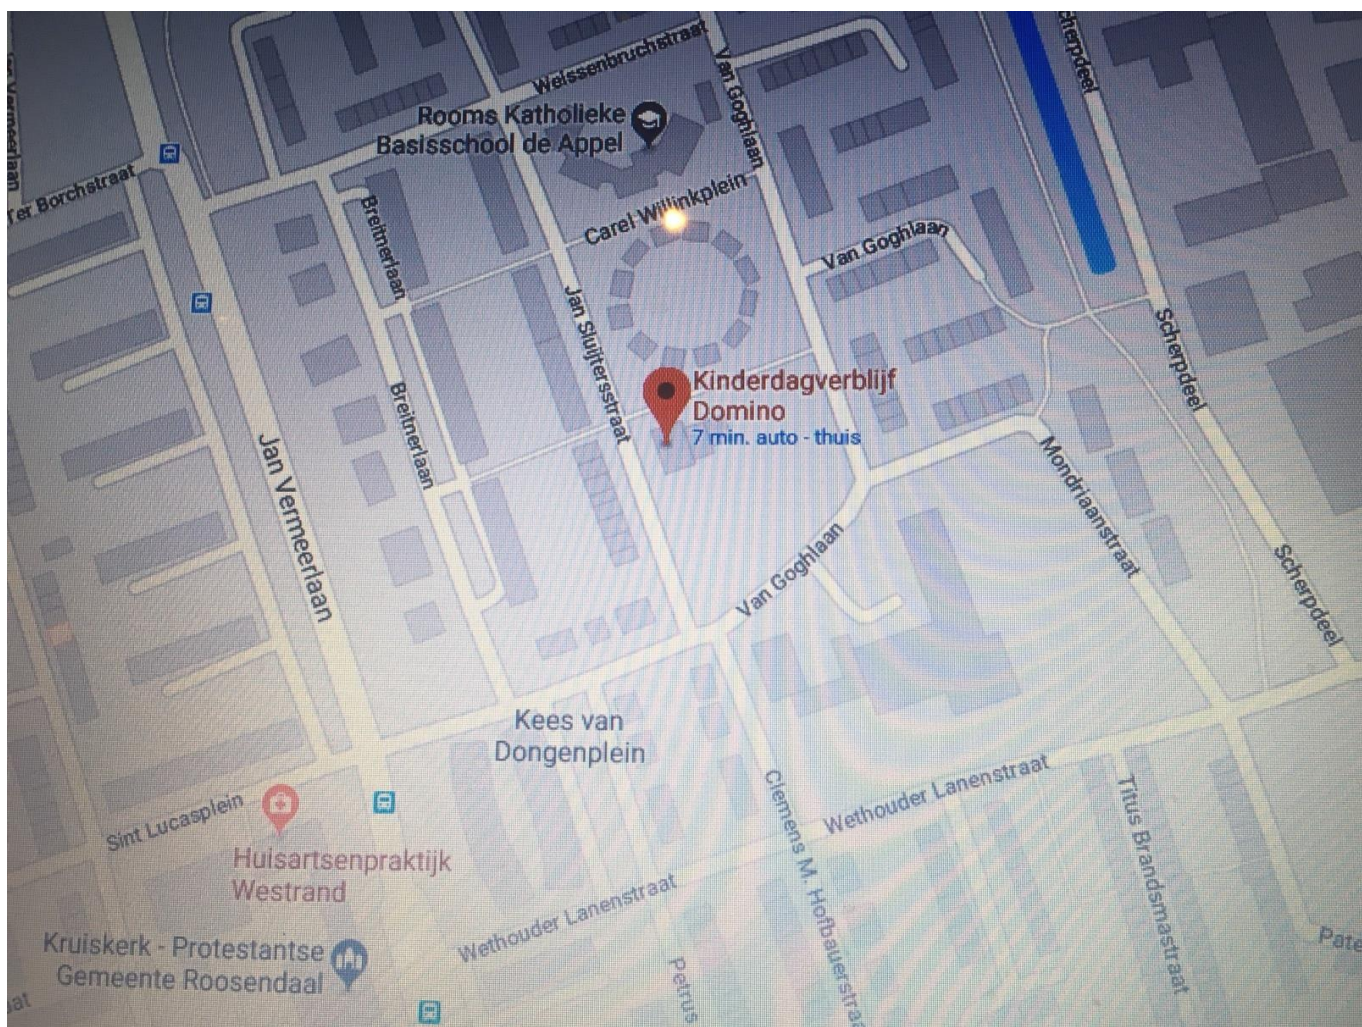 Weissenbruchstraat
Scherpdeel
Van Goghlaan
Rooms Katholieke
Basisschool de Appel
Ter Borchstraat
Carel Willinkplein
Breitnerlaan
Van Goghlaan
Jan Sluijtersstraat
Scherpdeel
Kinderdagverblijf
Domino
7 min. auto - thuis
Breitnerlaan
Jan Vermeerlaan
Mondriaanstraat
Van Goghlaan
Scherpdeel
Kees van
Dongenplein
Sint Lucasplein
Wethouder Lanenstraat
Clemens M. Hofbauerstraa
Titus Brandsmastraat
Huisartsenpraktijk
Westrand
Wethouder Lanenstraat
Kruiskerk - Protestantse
Gemeente Roosendaal
Petrus
Pate
aat